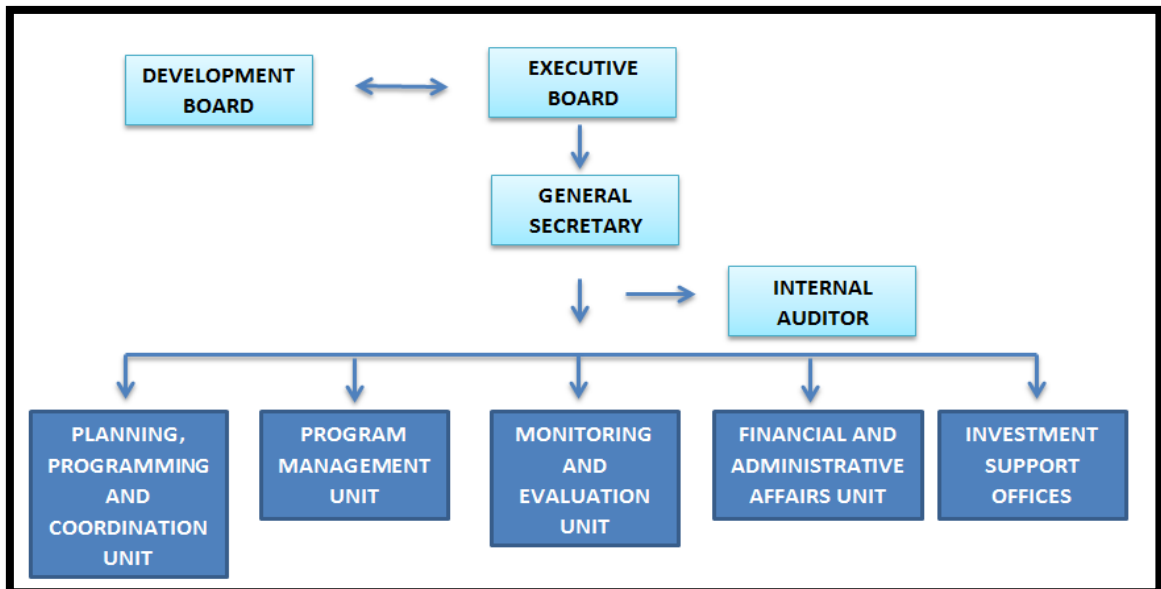 DEVELOPMENT
BOARD
EXECUTIVE
BOARD
GENERAL
SECRETARY
INTERNAL
AUDITOR
PLANNING,
PROGRAMMING
AND
COORDINATION
UNIT
PROGRAM
MANAGEMENT
UNIT
MONITORING
AND
EVALUATION
UNIT
FINANCIAL AND
ADMINISTRATIVE
AFFAIRS UNIT
INVESTMENT
SUPPORT
OFFICES